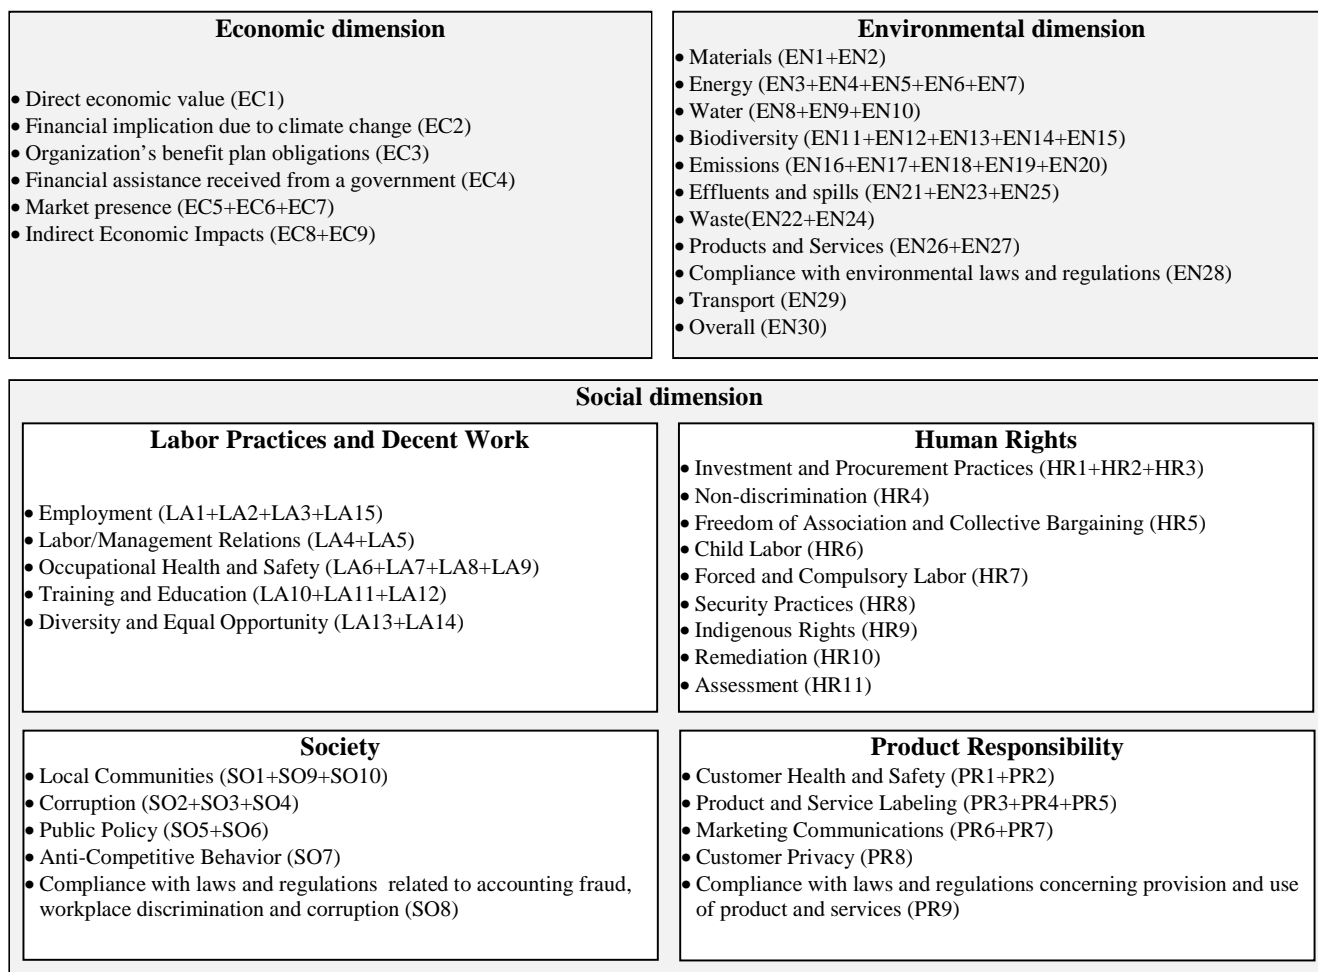 Economic dimension
• Direct economic value (EC1)
• Financial implication due to climate change (EC2)
• Organization’s benefit plan obligations (EC3)
• Financial assistance received from a government (EC4)
• Market presence (EC5+EC6+EC7)
• Indirect Economic Impacts (EC8+EC9)
Environmental dimension
• Materials (EN1+EN2)
• Energy (EN3+EN4+EN5+EN6+EN7)
• Water (EN8+EN9+EN10)
• Biodiversity (EN11+EN12+EN13+EN14+EN15)
• Emissions (EN16+EN17+EN18+EN19+EN20)
• Effluents and spills (EN21+EN23+EN25)
• Waste(EN22+EN24)
• Products and Services (EN26+EN27)
• Compliance with environmental laws and regulations (EN28)
• Transport (EN29)
• Overall (EN30)
Social dimension
Labor Practices and Decent Work
• Employment (LA1+LA2+LA3+LA15)
• Labor/Management Relations (LA4+LA5)
• Occupational Health and Safety (LA6+LA7+LA8+LA9)
• Training and Education (LA10+LA11+LA12)
• Diversity and Equal Opportunity (LA13+LA14)
Human Rights
• Investment and Procurement Practices (HR1+HR2+HR3)
• Non-discrimination (HR4)
• Freedom of Association and Collective Bargaining (HR5)
• Child Labor (HR6)
• Forced and Compulsory Labor (HR7)
• Security Practices (HR8)
• Indigenous Rights (HR9)
• Remediation (HR10)
• Assessment (HR11)
Society
• Local Communities (SO1+SO9+SO10)
• Corruption (SO2+SO3+SO4)
• Public Policy (SO5+SO6)
• Anti-Competitive Behavior (SO7)
• Compliance with laws and regulations related to accounting fraud,
workplace discrimination and corruption (SO8)
Product Responsibility
• Customer Health and Safety (PR1+PR2)
• Product and Service Labeling (PR3+PR4+PR5)
• Marketing Communications (PR6+PR7)
• Customer Privacy (PR8)
• Compliance with laws and regulations concerning provision and use
of product and services (PR9)